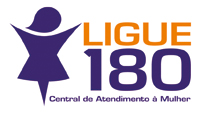 LIGUE
180
Central de Atendimento à Mulher